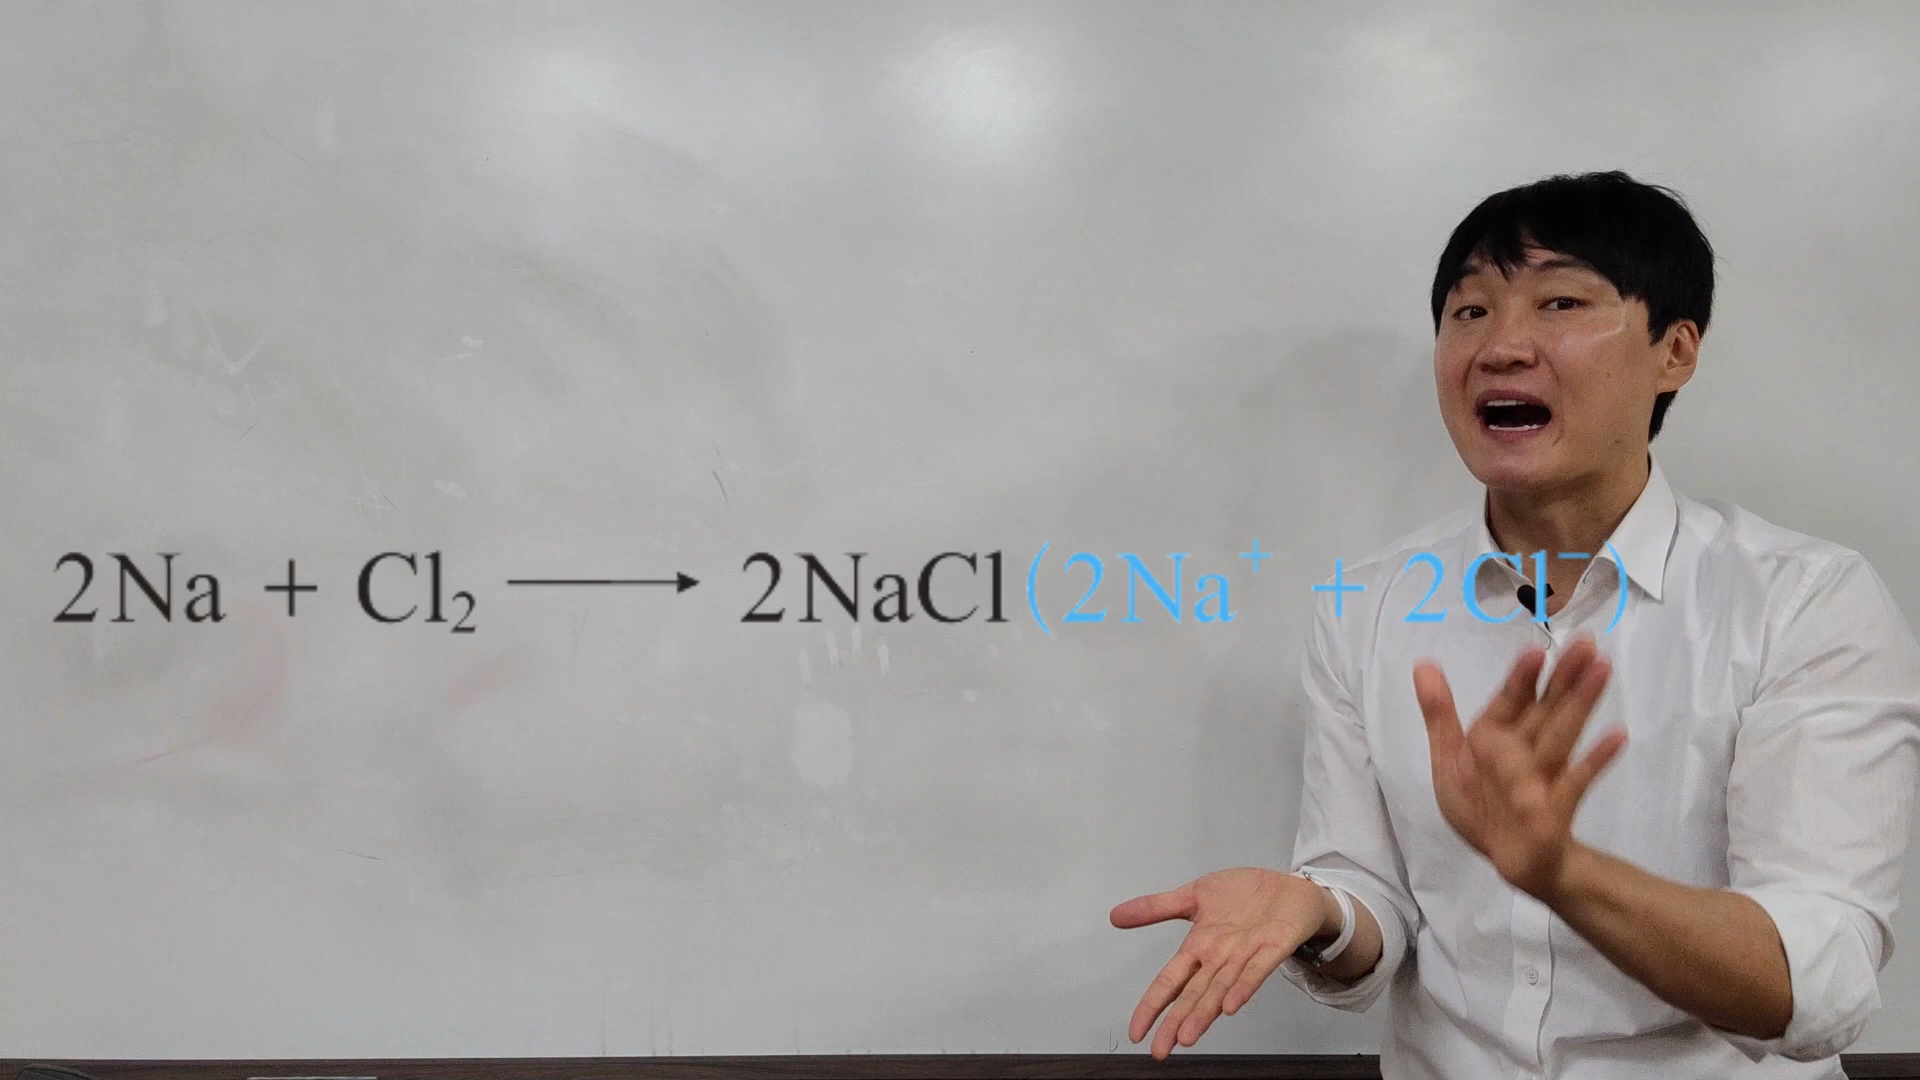 2Na + Cl₂ ⟶ 2NaCl(2Na⁺ + 2Cl⁻)